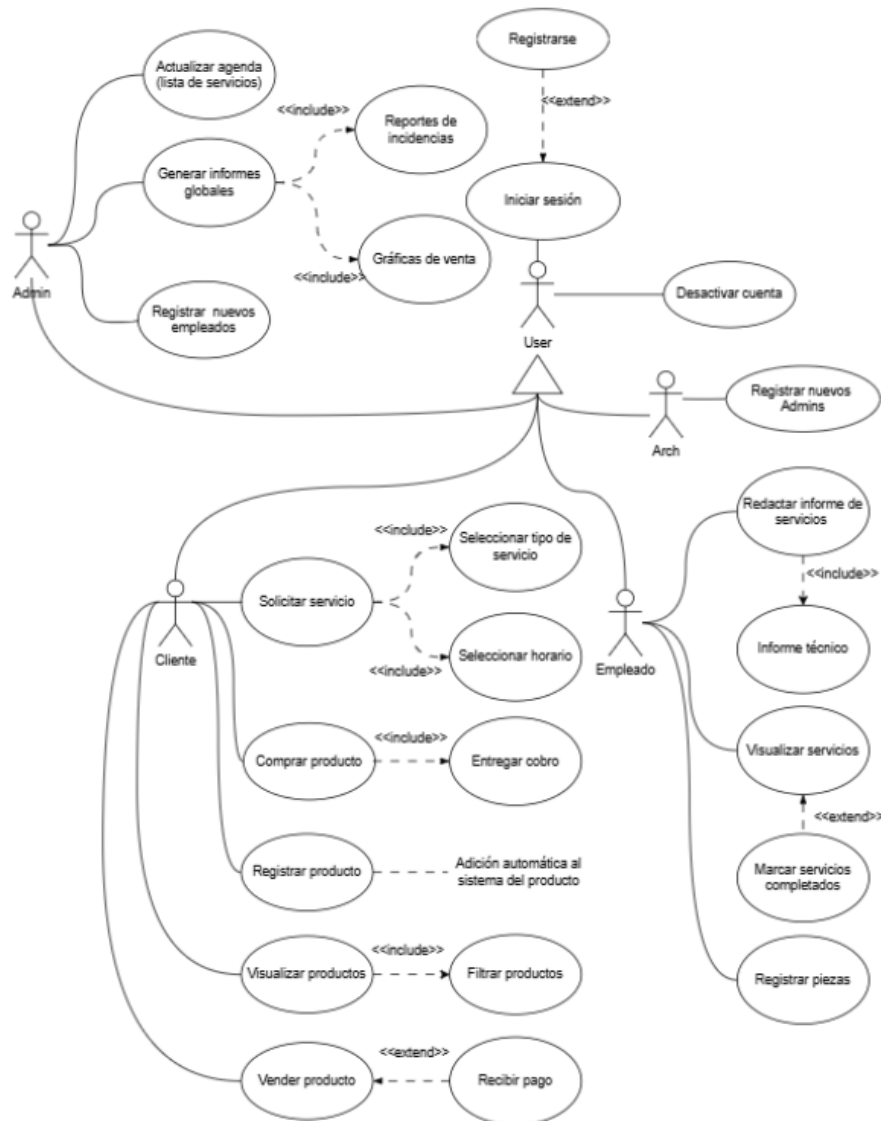 Registrarse
Actualizar agenda
(lista de servicios)
<<include>>
<<extend>>
Reportes de
incidencias
Generar informes
globales
Iniciar sesión
Gráficas de venta
<<include>>
Admin
Desactivar cuenta
Registrar nuevos
empleados
User
Registrar nuevos
Admins
Arch
Redactar informe de
servicios
<<include>>
Seleccionar tipo de
servicio
<<include>>
Solicitar servicio
Cliente
Seleccionar horario
<<include>>
Empleado
Informe técnico
<<include>>
Comprar producto
Entregar cobro
Visualizar servicios
<<extend>>
Registrar producto
Adición automática al
sistema del producto
Marcar servicios
completados
<<include>>
Visualizar productos
Filtrar productos
Registrar piezas
<<extend>>
Vender producto
Recibir pago